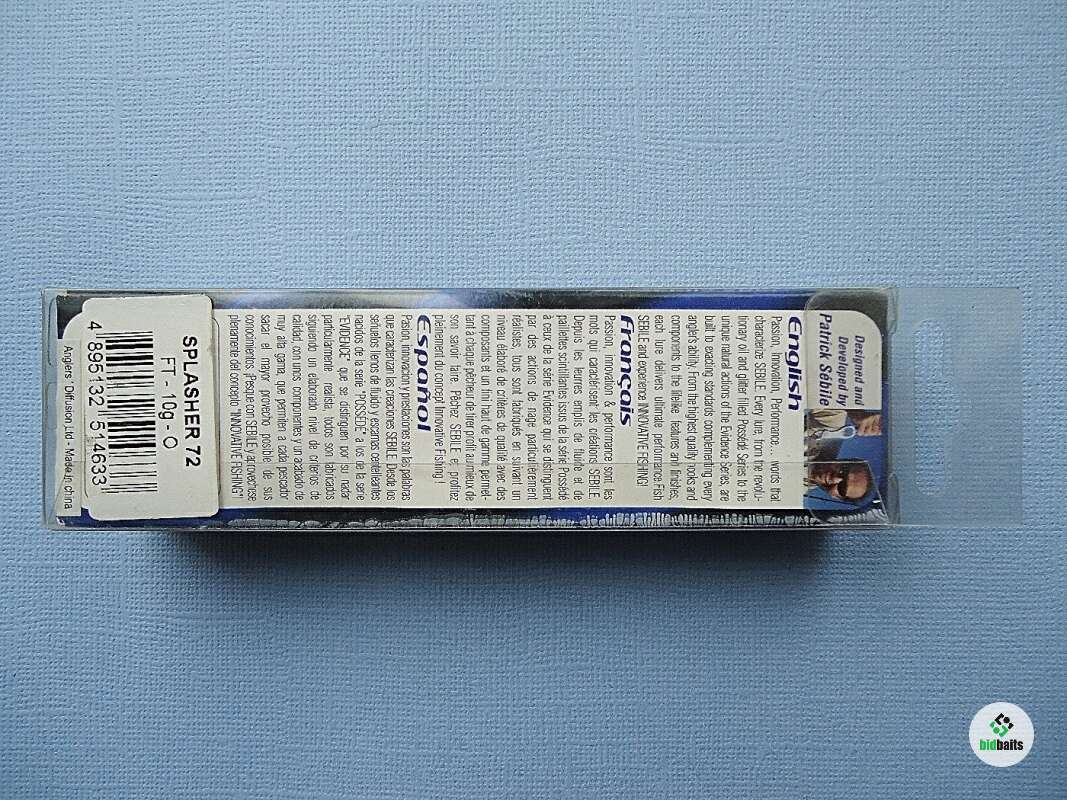 Designed and
Developed by
Patrick Sébile
English
Passion, Innovation, Performance... words that
characterize SEBILE. Every lure, from the revolu-
tionary oil and glitter filled Possédé Series to the
unique natural actions of the Evidence Series, are
built to exacting standards complementing every
angler's ability. From the highest quality hooks and
components to the lifelike features and finishes,
each lure delivers ultimate performance. Fish
SEBILE and experience INNOVATIVE FISHING!
Français
Passion, innovation & performance sont les
mots qui caractérisent les créations SEBILE
Depuis les leurres emplis de fluide et de
paillettes scintillantes issus de la série Possédé
à ceux de la série Evidence qui se distinguent
par des actions de nage particulièrement
réalistes, tous sont fabriqués en suivant un
niveau élaboré de critères de qualité avec des
composants et un fini haut de gamme permet-
tant à chaque pêcheur de tirer profit au mieux de
son savoir faire. Pêchez SEBILE et profitez
pleinement du concept Innovative Fishing !
Español
Pasión, innovación y prestaciones son las palabras
que caracterizan las creaciones SEBILE. Desde los
señuelos llenos de fluido y escamas centelleantes
nacidos de la serie "POSSÉDÉ" a los de la serie
"EVIDENCE" que se distinguen por su nadar
particularmente realista, todos son fabricados
siguiendo un elaborado nivel de criterios de
calidad, con unos componentes y un acabado de
muy alta gama, que permiten a cada pescador
sacar el mayor provecho posible de sus
conocimientos. ¡Pesque con SEBILE y aproveche
plenamente del concepto "INNOVATIVE FISHING"!
SPLASHER 72
FT - 10g - O
4 895132 514633
Anglers' Diffusion Ltd - Made in china
bidbaits